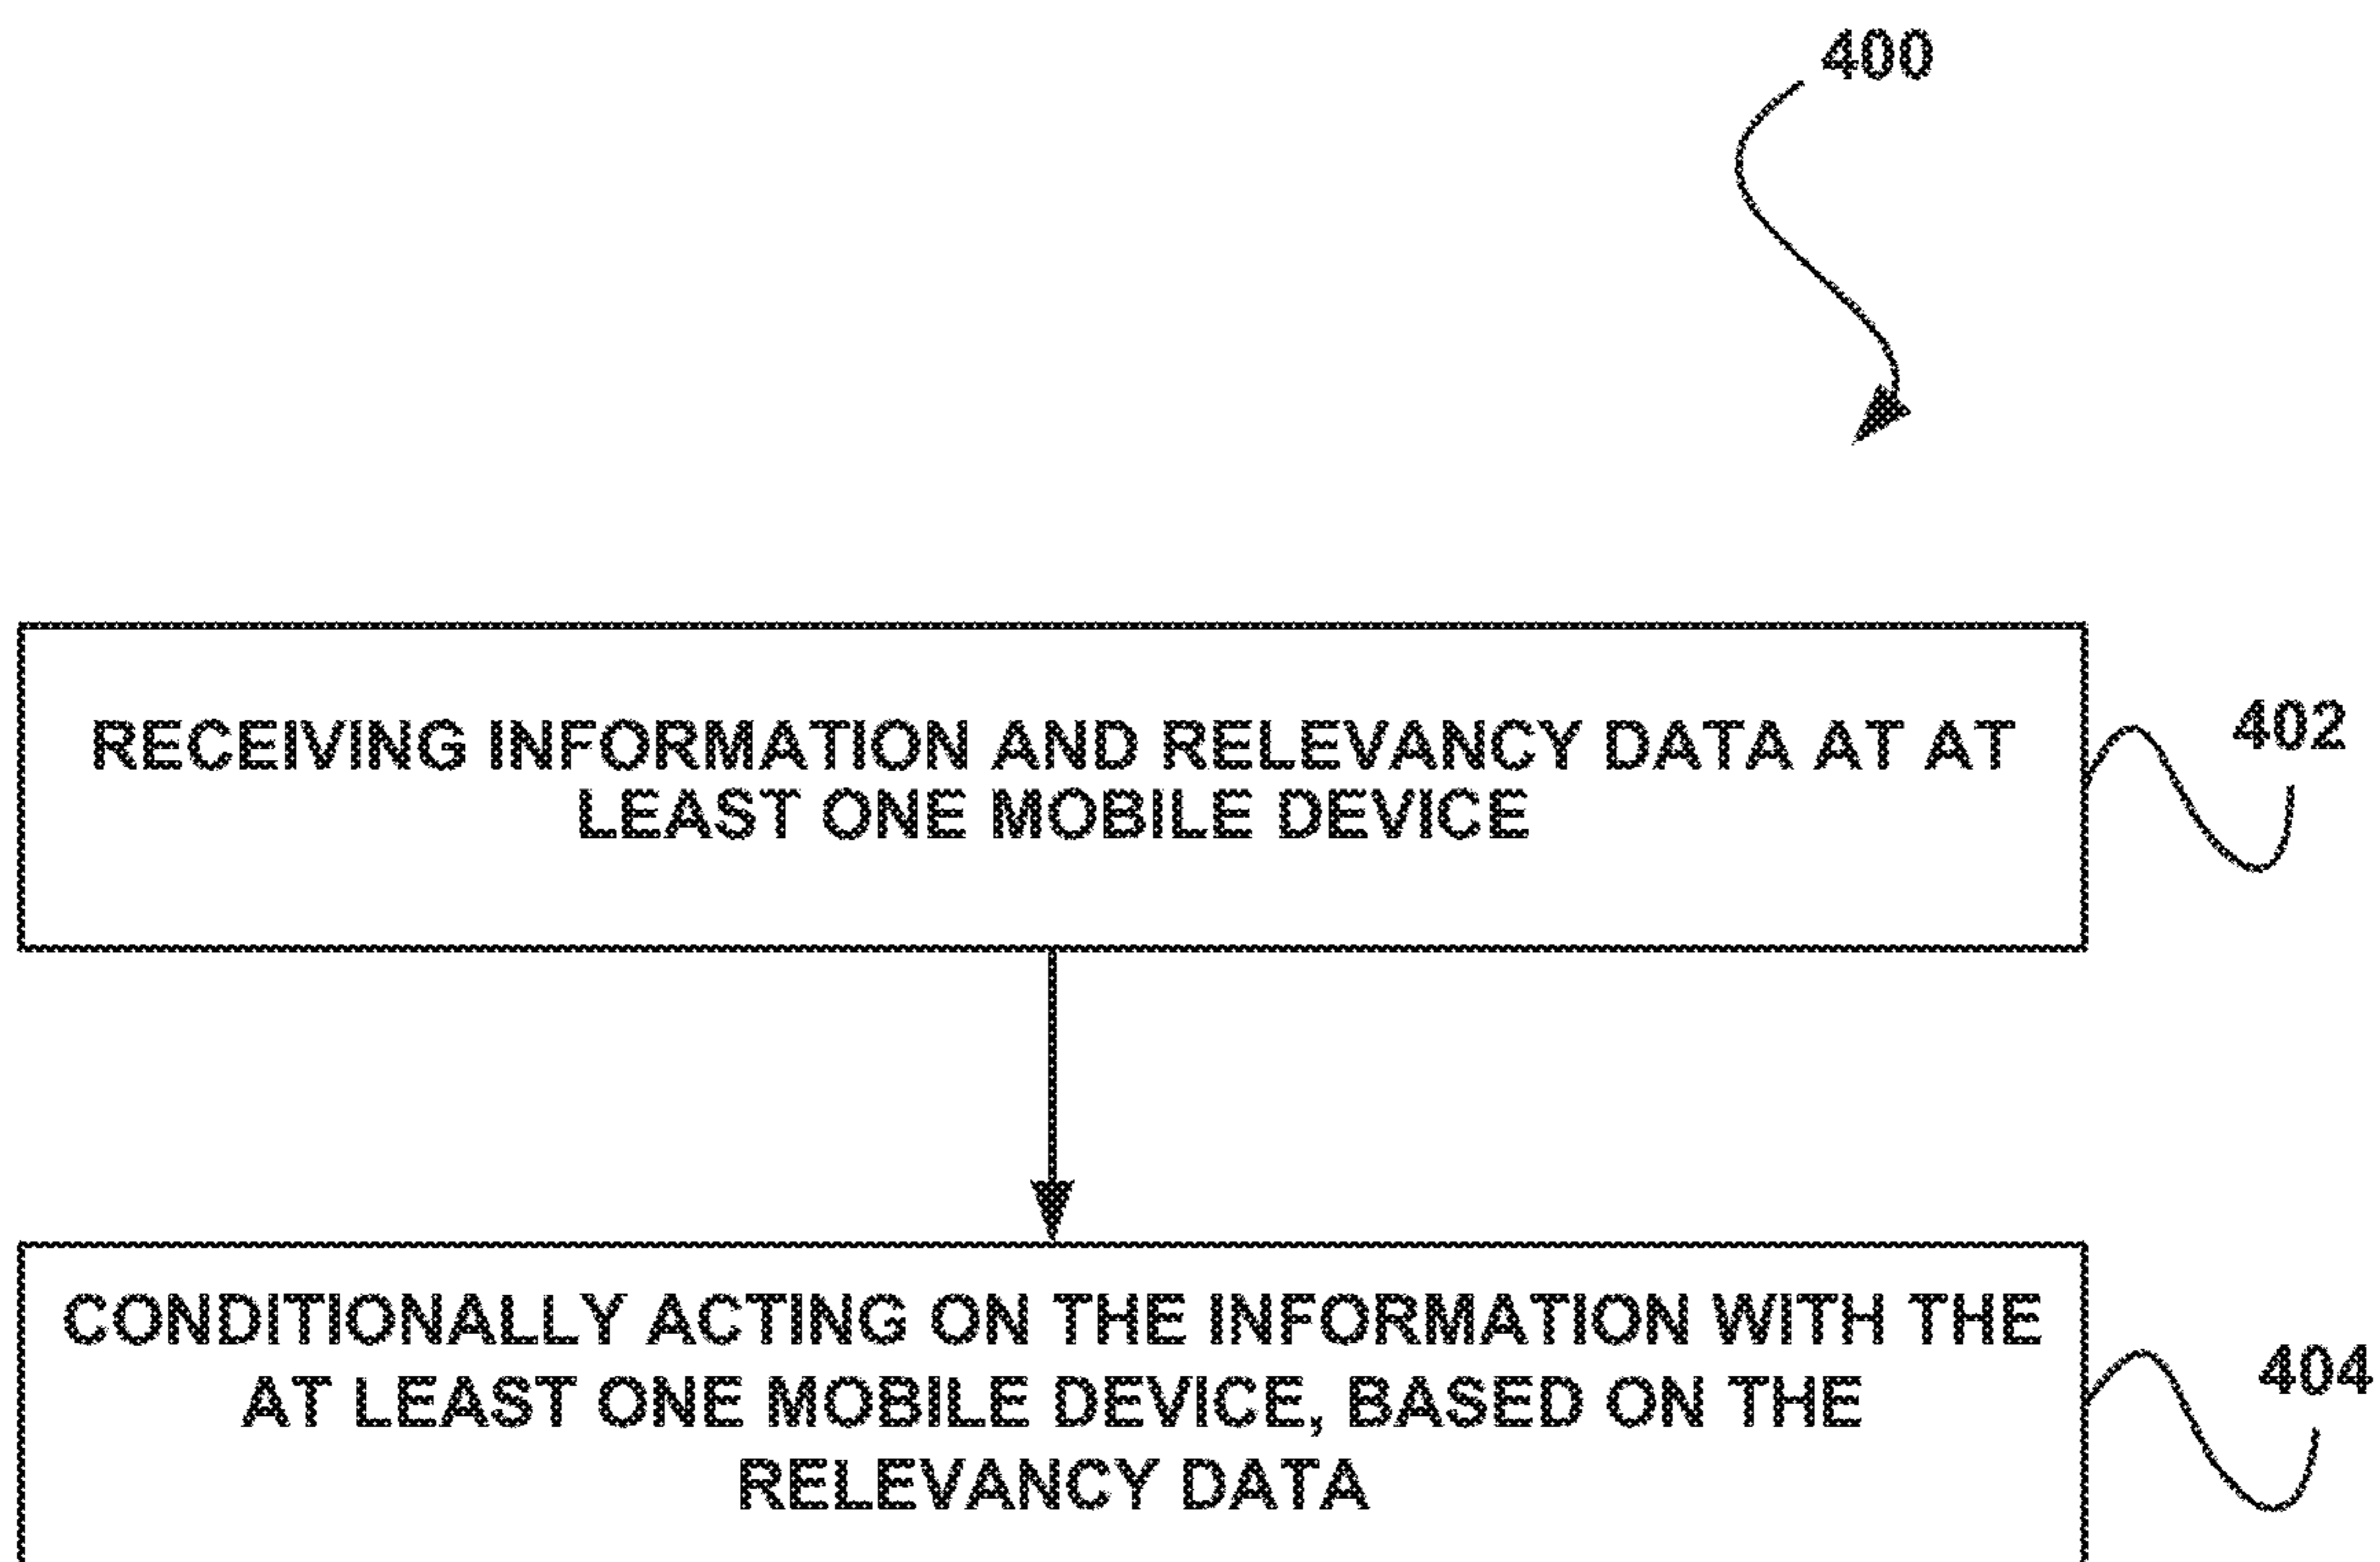 400
RECEIVING INFORMATION AND RELEVANCY DATA AT AT
LEAST ONE MOBILE DEVICE
402
CONDITIONALLY ACTING ON THE INFORMATION WITH THE
AT LEAST ONE MOBILE DEVICE, BASED ON THE
RELEVANCY DATA
404